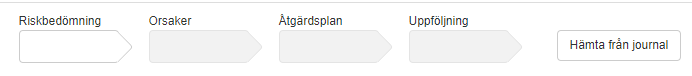 Riskbedömning Orsaker Åtgärdsplan Uppföljning
Hämta från journal